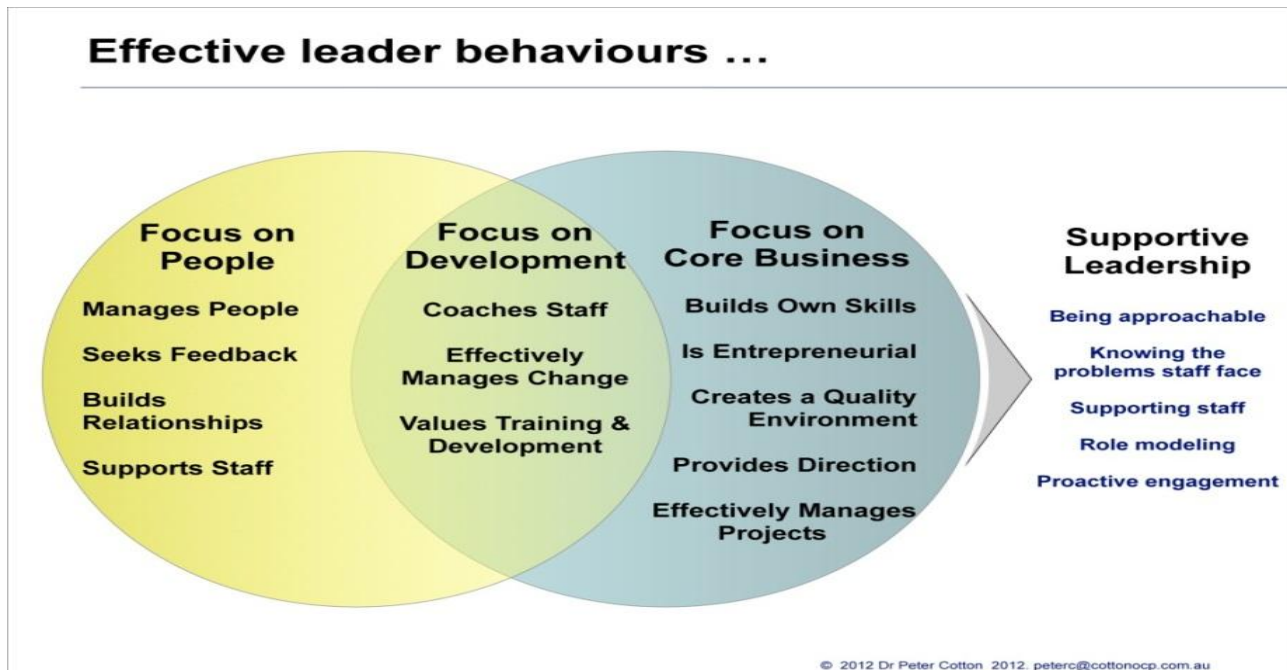 Effective leader behaviours ...
Focus on
People
Manages People
Seeks Feedback
Builds
Relationships
Supports Staff
Focus on
Development
Coaches Staff
Effectively
Manages Change
Values Training &
Development
Focus on
Core Business
Builds Own Skills
Is Entrepreneurial
Creates a Quality
Environment
Provides Direction
Effectively Manages
Projects
Supportive
Leadership
Being approachable
Knowing the
problems staff face
Supporting staff
Role modeling
Proactive engagement
© 2012 Dr Peter Cotton 2012. peterc@cottonocp.com.au